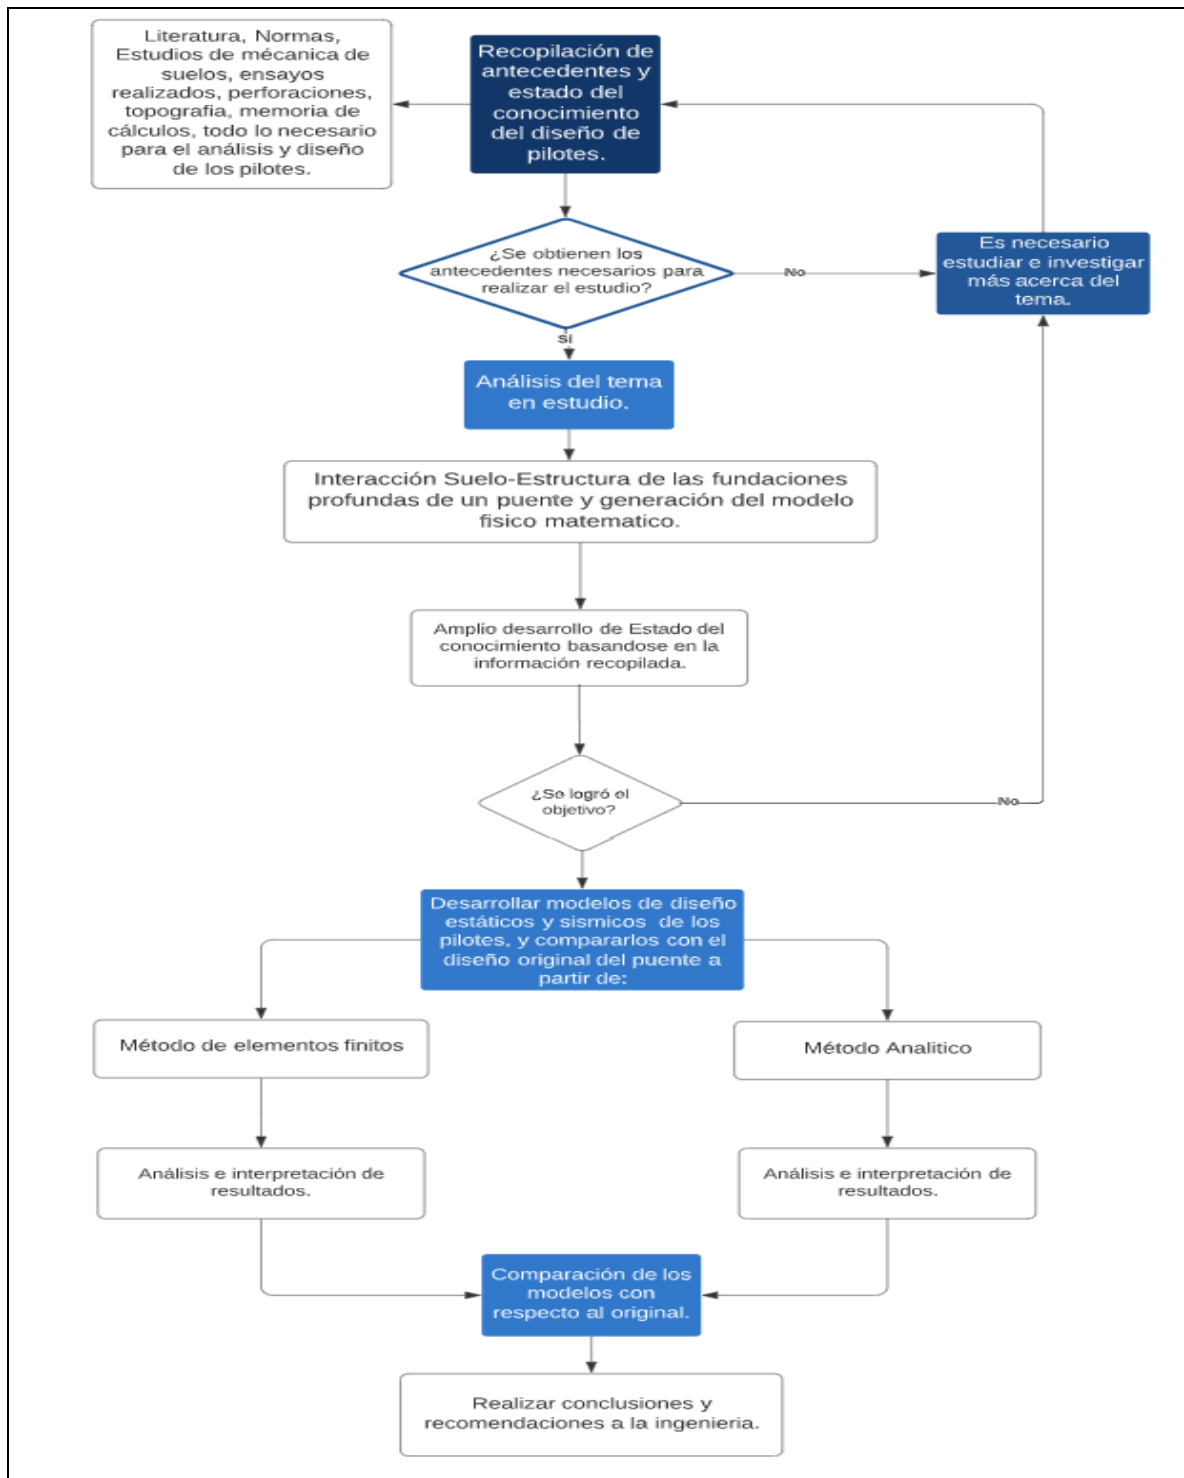 Literatura, Normas,
Estudios de mécanica de
suelos, ensayos
realizados, perforaciones,
topografia, memoria de
cálculos, todo lo necesario
para el análisis y diseño
de los pilotes.
Recopilación de
antecedentes y
estado del
conocimiento
del diseño de
pilotes.
¿Se obtienen los
antecedentes necesarios para
realizar el estudio?
No
Es necesario
estudiar e investigar
más acerca del
tema.
Sí
Análisis del tema
en estudio.
Interacción Suelo-Estructura de las fundaciones
profundas de un puente y generación del modelo
fisico matematico.
Amplio desarrollo de Estado del
conocimiento basandose en la
información recopilada.
¿Se logró el
objetivo?
No
Desarrollar modelos de diseño
estáticos y sismicos de los
pilotes, y compararlos con el
diseño original del puente a
partir de:
Método de elementos finitos
Método Analitico
Análisis e interpretación de
resultados.
Análisis e interpretación de
resultados.
Comparación de los
modelos con
respecto al original.
Realizar conclusiones y
recomendaciones a la ingenieria.